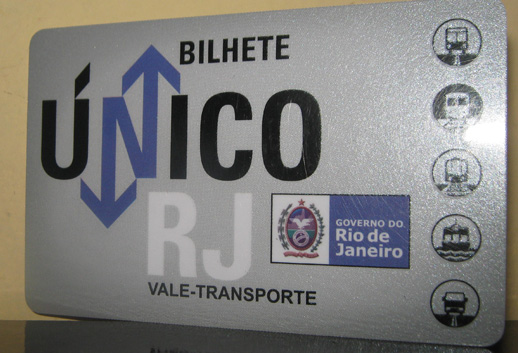 BILHETE
ÚNICO
RJ
GOVERNO DO
Rio de
Janeiro
VALE-TRANSPORTE